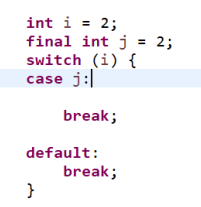 int i = 2;
final int j = 2;
switch (i) {
case j:
break;
default:
break;
}